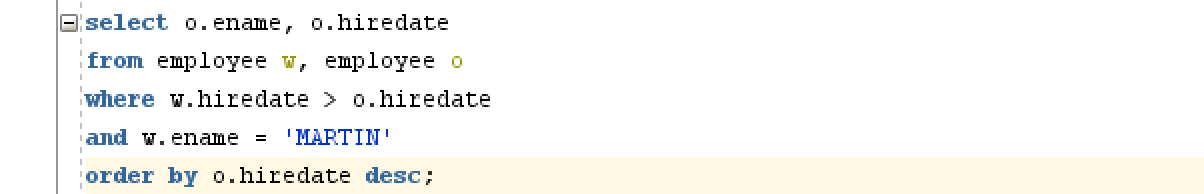 select o.ename, o.hiredate
from employee w, employee o
where w.hiredate > o.hiredate
and w.ename = 'MARTIN'
order by o.hiredate desc;